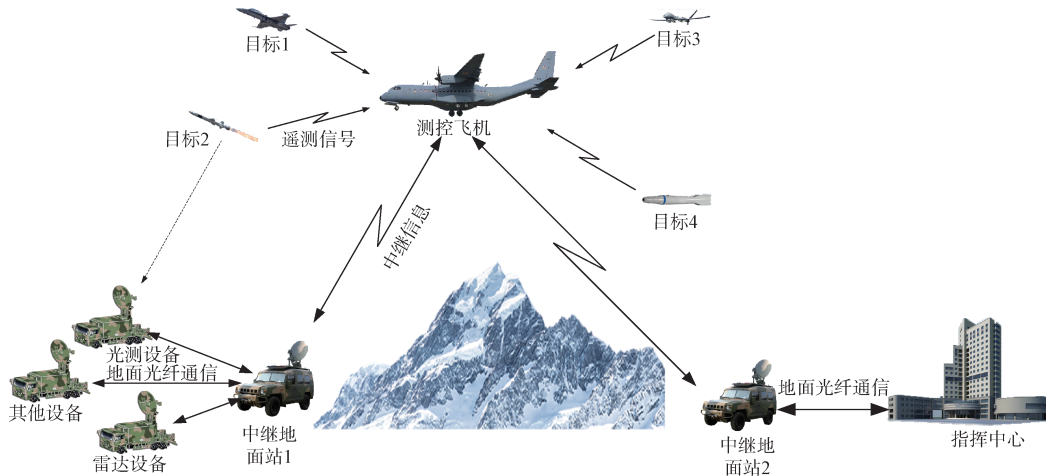 目标1
目标3
目标2
遥测信号
测控飞机
目标4
中继信息
光测设备
地面光纤通信
其他设备
雷达设备
中继地
面站1
中继地
面站2
地面光纤通信
指挥中心